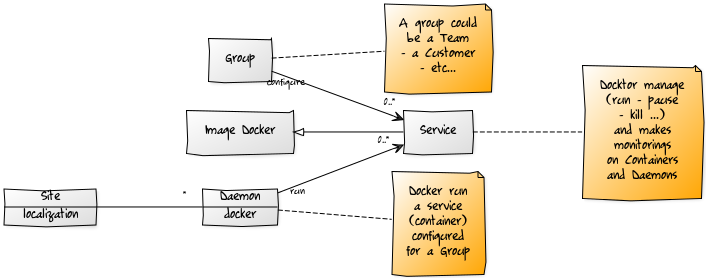 A group could
be a Team
- a Customer
- etc...
Group
configure
0..*
Docktor manage
(run - pause
- kill ...)
and makes
monitorings
on Containers
and Daemons
Image Docker
Service
0..*
run
Site
localization
*
Daemon
docker
Docker run
a service
(container)
configured
for a Group